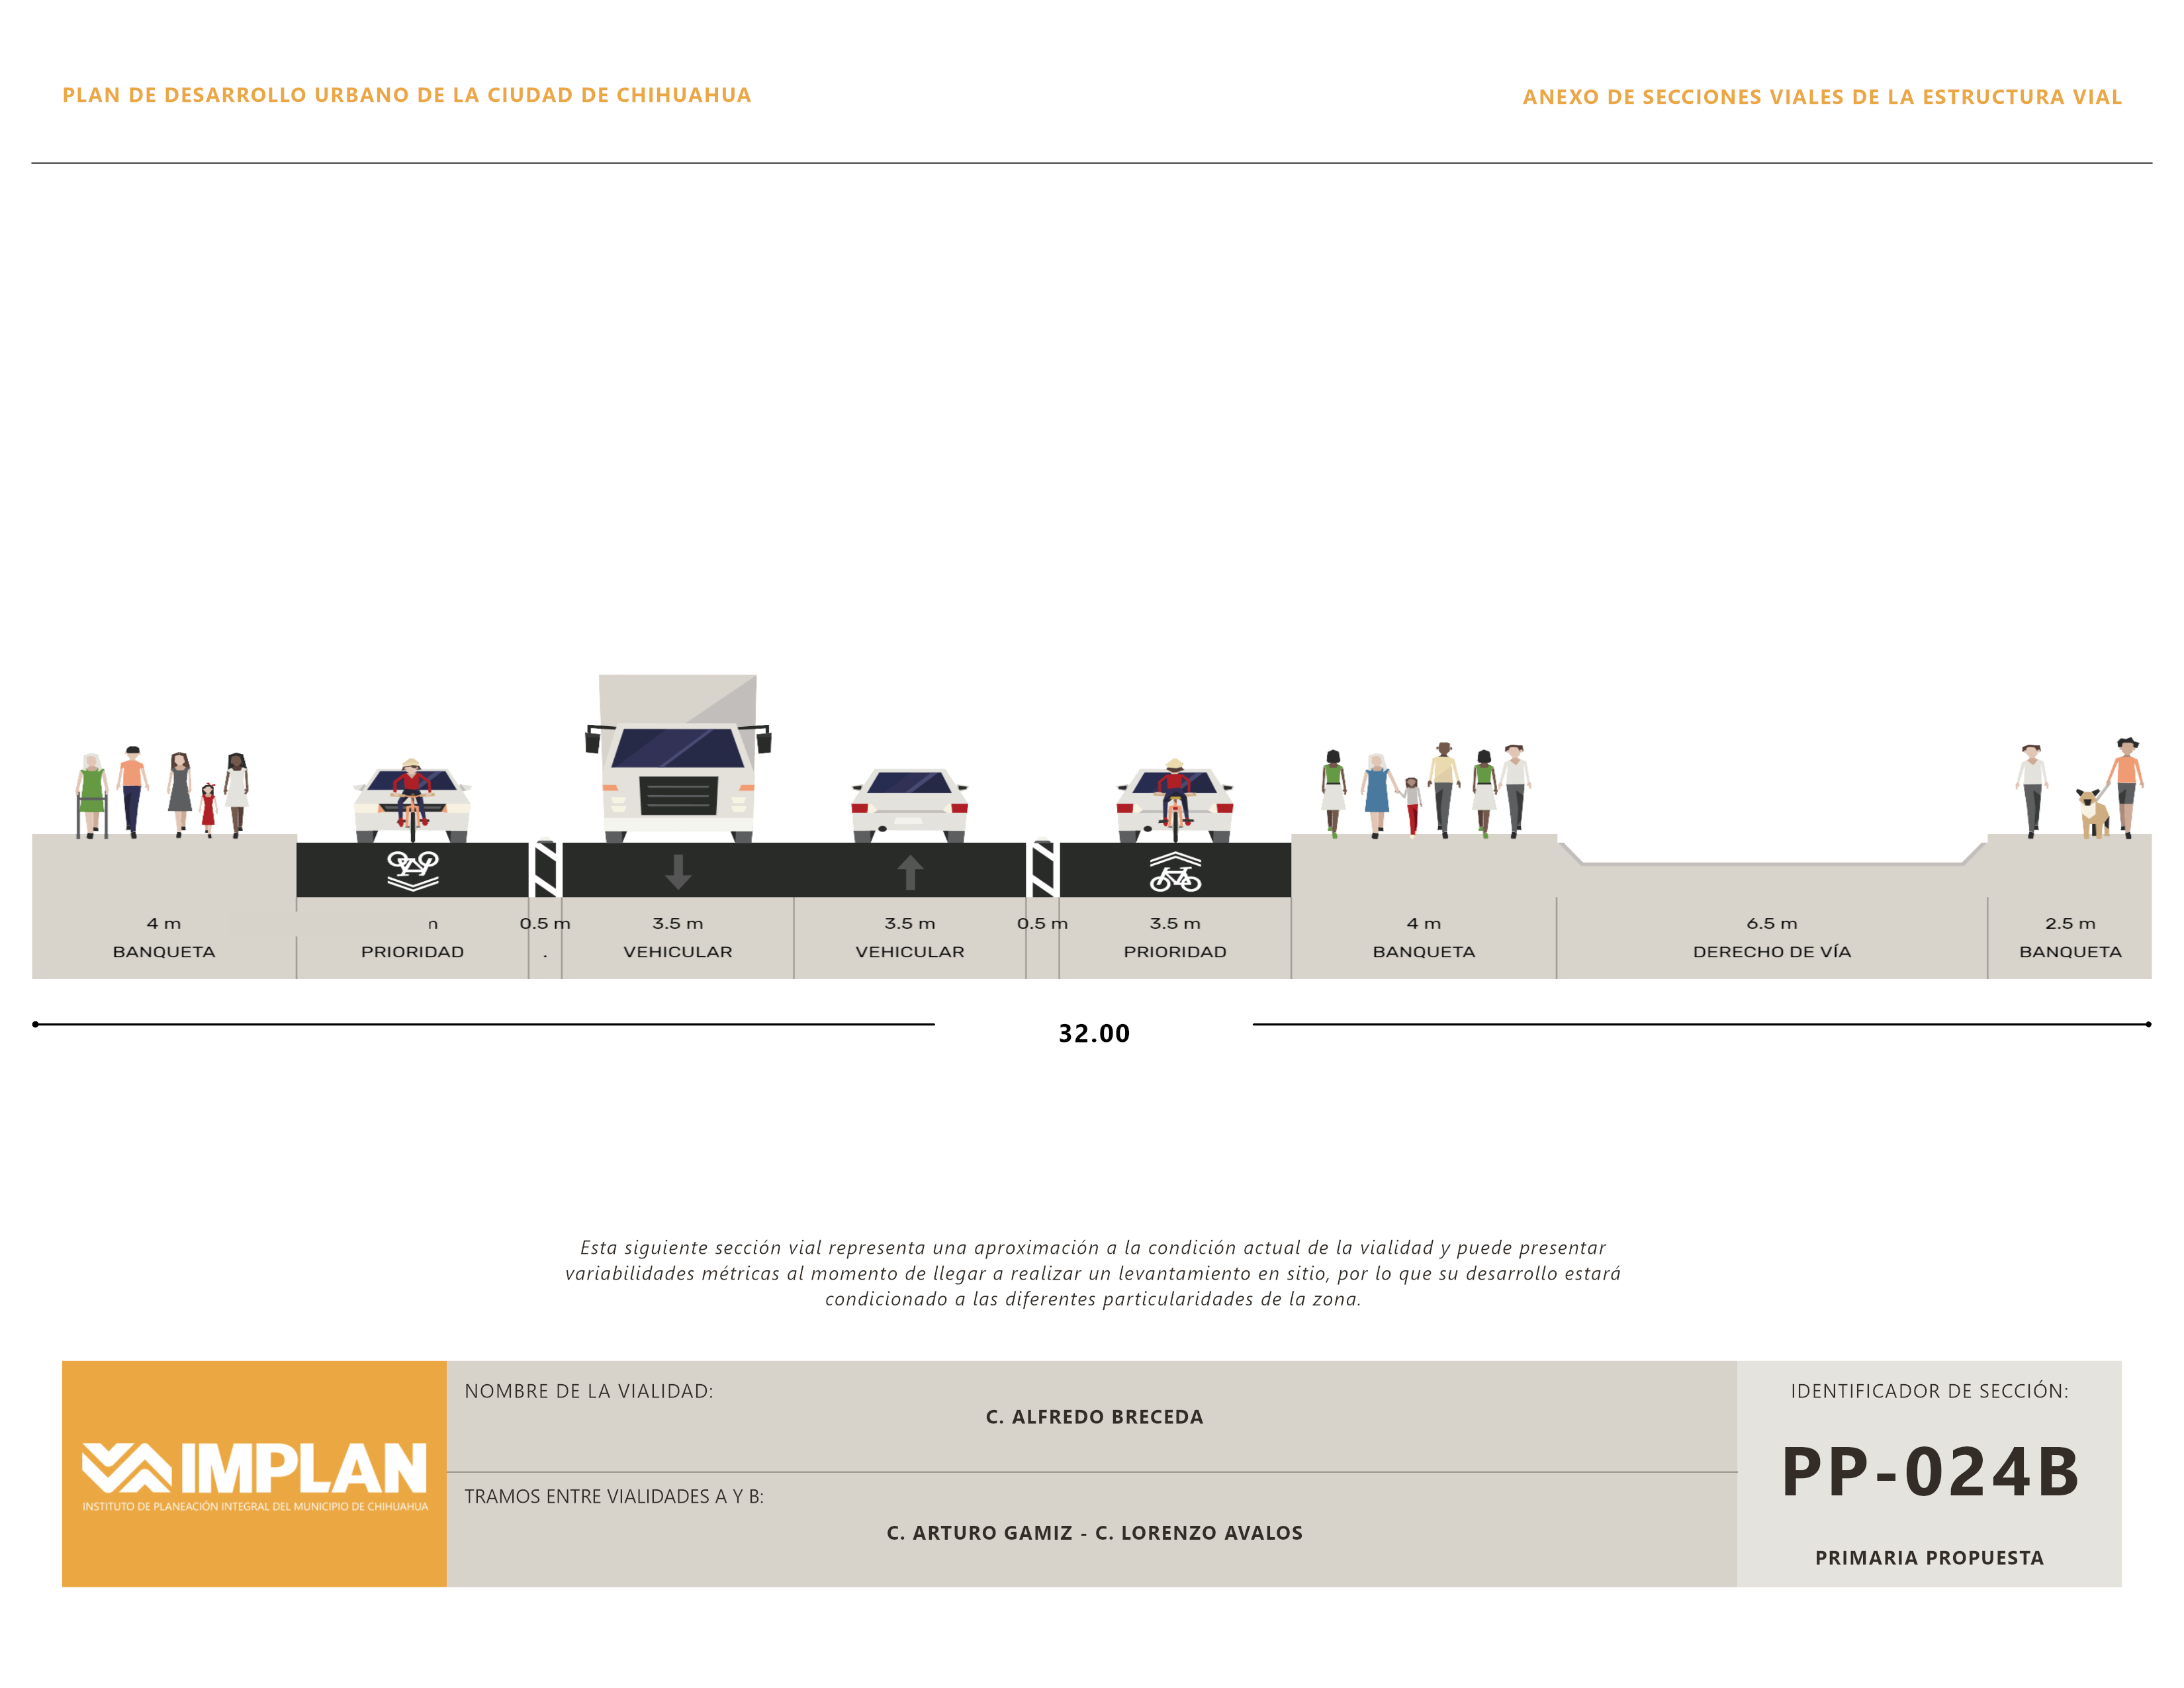 PLAN DE DESARROLLO URBANO DE LA CIUDAD DE CHIHUAHUA
ANEXO DE SECCIONES VIALES DE LA ESTRUCTURA VIAL
4 m 0.5 m 3.5 m 3.5 m 0.5 m 3.5 m 4 m 6.5 m 2.5 m
BANQUETA PRIORIDAD . VEHICULAR VEHICULAR PRIORIDAD BANQUETA DERECHO DE VÍA BANQUETA
32.00
Esta siguiente sección vial representa una aproximación a la condición actual de la vialidad y puede presentar
variabilidades métricas al momento de llegar a realizar un levantamiento en sitio, por lo que su desarrollo estará
condicionado a las diferentes particularidades de la zona.
IMPLAN
INSTITUTO DE PLANEACIÓN INTEGRAL DEL MUNICIPIO DE CHIHUAHUA
NOMBRE DE LA VIALIDAD:
C. ALFREDO BRECEDA
TRAMOS ENTRE VIALIDADES A Y B:
C. ARTURO GAMIZ - C. LORENZO AVALOS
IDENTIFICADOR DE SECCIÓN:
PP-024B
PRIMARIA PROPUESTA